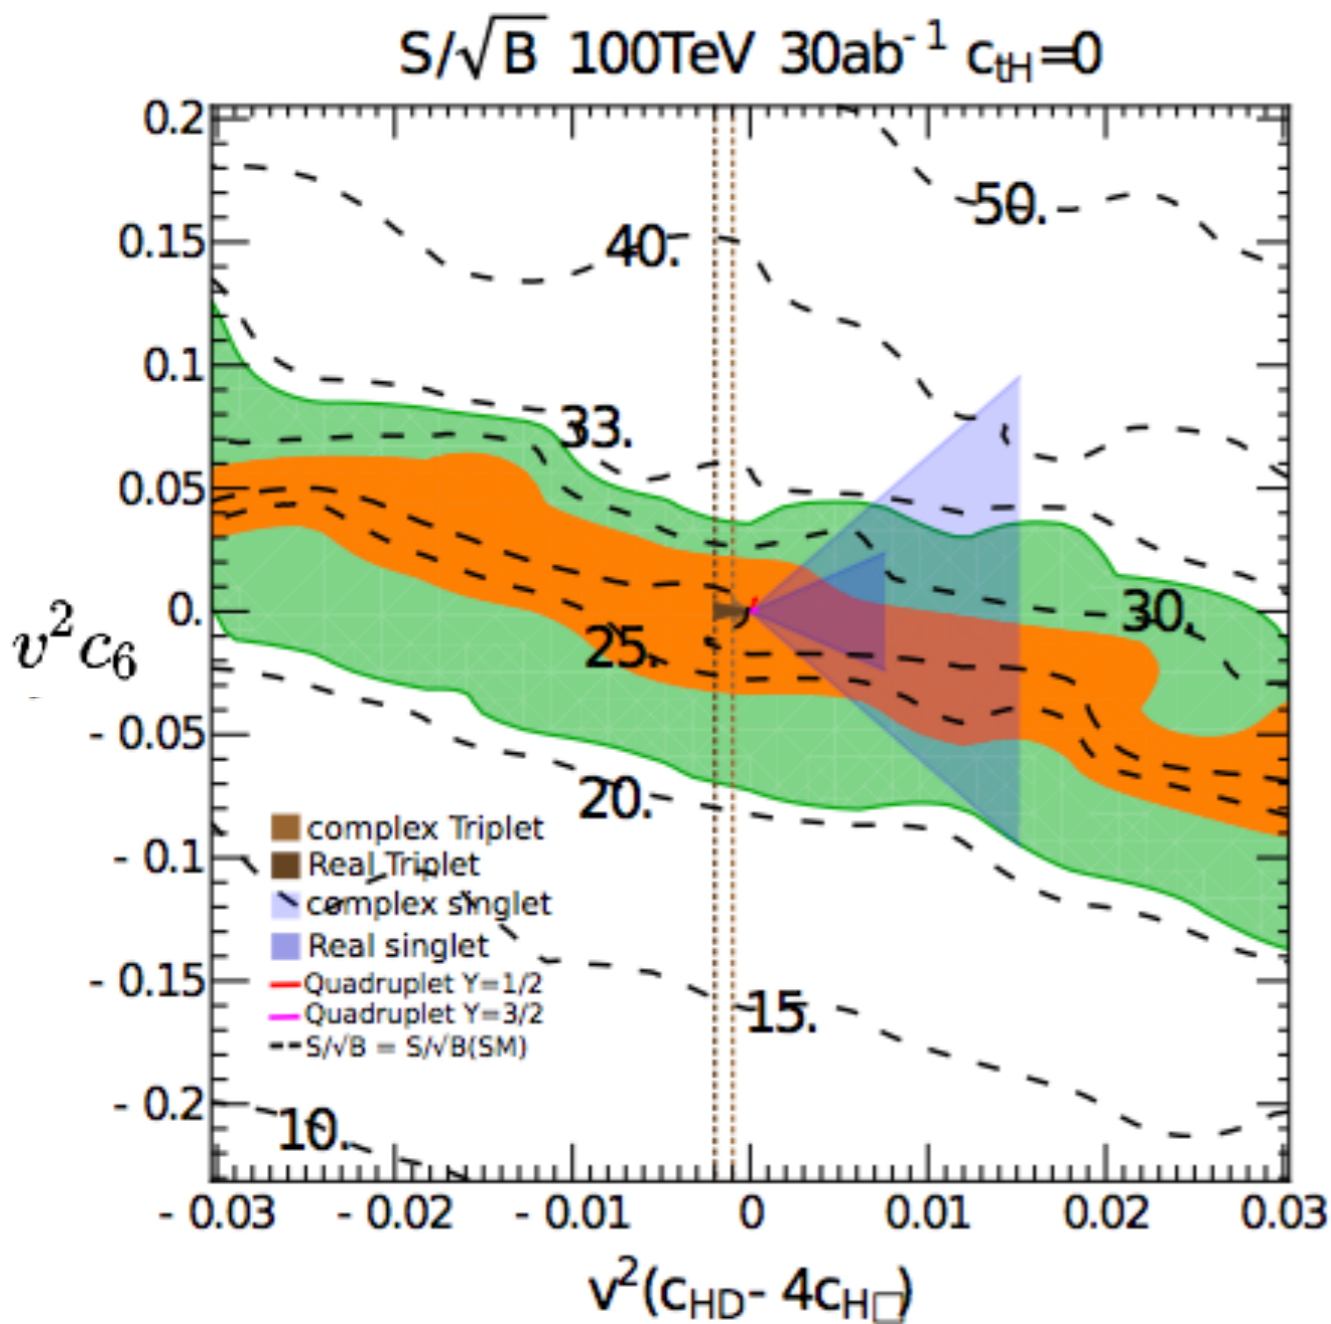 S/√B 100TeV 30ab⁻¹ c_tH=0
0.2
0.15
0.1
0.05
0.
- 0.05
- 0.1
- 0.15
- 0.2
v²c₆
50.
40.
33.
30.
25.
20.
15.
10.
complex Triplet
Real Triplet
complex singlet
Real singlet
Quadruplet Y=1/2
Quadruplet Y=3/2
S/√B = S/√B(SM)
- 0.03 - 0.02 - 0.01 0 0.01 0.02 0.03
v²(c_HD- 4c_H□)